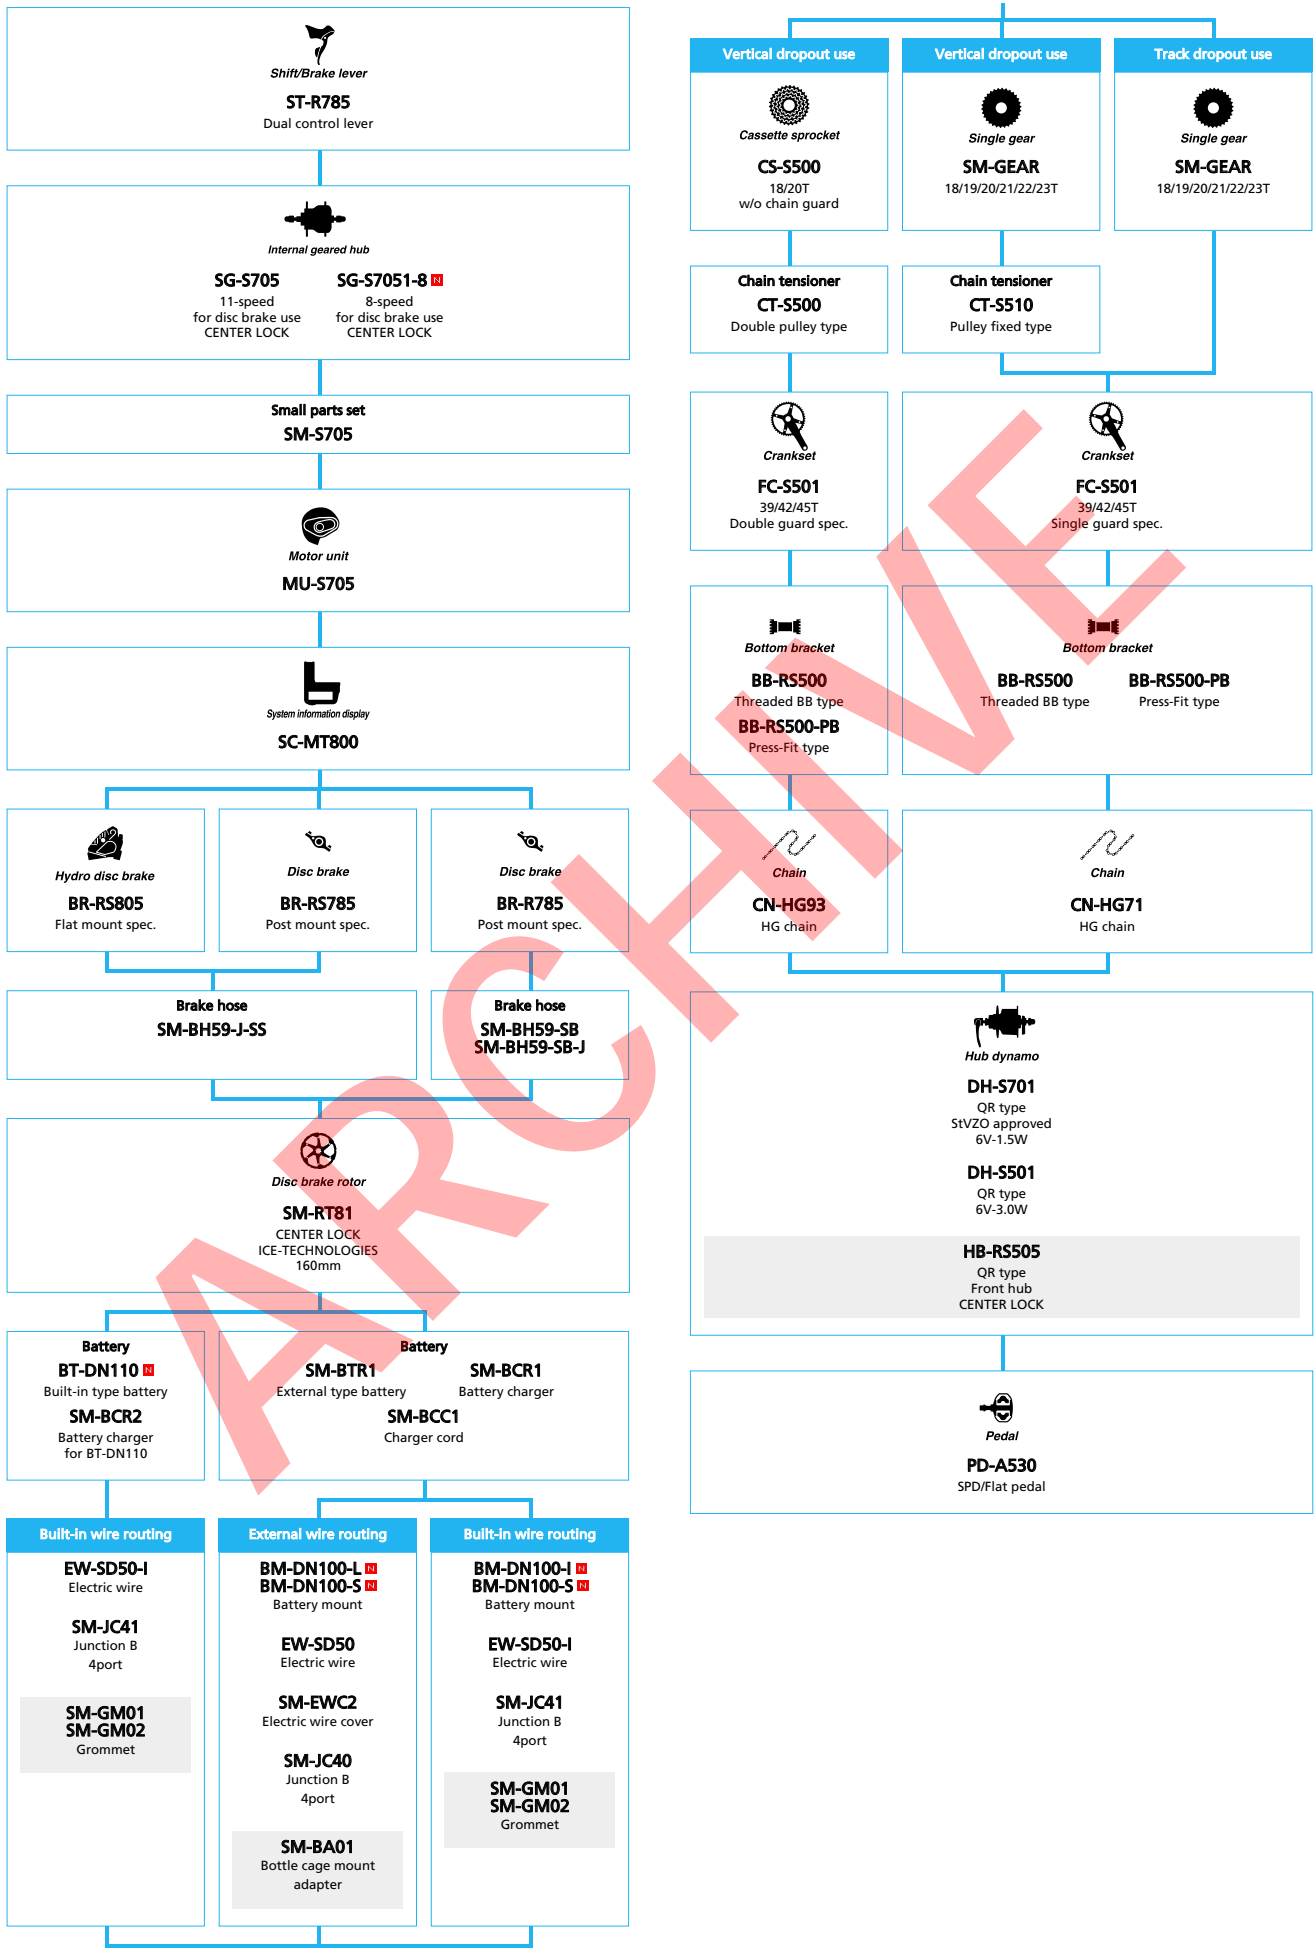 Shift/Brake lever
ST-R785
Dual control lever
Internal geared hub
SG-S705
11-speed
for disc brake use
CENTER LOCK
SG-S7051-8 N
8-speed
for disc brake use
CENTER LOCK
Small parts set
SM-S705
Motor unit
MU-S705
System information display
SC-MT800
Hydro disc brake
BR-RS805
Flat mount spec.
Disc brake
BR-RS785
Post mount spec.
Disc brake
BR-R785
Post mount spec.
Brake hose
SM-BH59-J-SS
Brake hose
SM-BH59-SB
SM-BH59-SB-J
Disc brake rotor
SM-RT81
CENTER LOCK
ICE-TECHNOLOGIES
160mm
Battery
BT-DN110 N
Built-in type battery
SM-BCR2
Battery charger
for BT-DN110
Battery
SM-BTR1
External type battery
SM-BCR1
Battery charger
SM-BCC1
Charger cord
Built-in wire routing
EW-SD50-I
Electric wire
SM-JC41
Junction B
4port
SM-GM01
SM-GM02
Grommet
External wire routing
BM-DN100-L N
BM-DN100-S N
Battery mount
EW-SD50
Electric wire
SM-EWC2
Electric wire cover
SM-JC40
Junction B
4port
SM-BA01
Bottle cage mount
adapter
Built-in wire routing
BM-DN100-I N
BM-DN100-S N
Battery mount
EW-SD50-I
Electric wire
SM-JC41
Junction B
4port
SM-GM01
SM-GM02
Grommet
Vertical dropout use
Cassette sprocket
CS-S500
18/20T
w/o chain guard
Vertical dropout use
Single gear
SM-GEAR
18/19/20/21/22/23T
Track dropout use
Single gear
SM-GEAR
18/19/20/21/22/23T
Chain tensioner
CT-S500
Double pulley type
Chain tensioner
CT-S510
Pulley fixed type
Crankset
FC-S501
39/42/45T
Double guard spec.
Crankset
FC-S501
39/42/45T
Single guard spec.
Bottom bracket
BB-RS500
Threaded BB type
BB-RS500-PB
Press-Fit type
Bottom bracket
BB-RS500
Threaded BB type
BB-RS500-PB
Press-Fit type
Chain
CN-HG93
HG chain
Chain
CN-HG71
HG chain
Hub dynamo
DH-S701
QR type
StVZO approved
6V-1.5W
DH-S501
QR type
6V-3.0W
HB-RS505
QR type
Front hub
CENTER LOCK
Pedal
PD-A530
SPD/Flat pedal
ARCHIVE